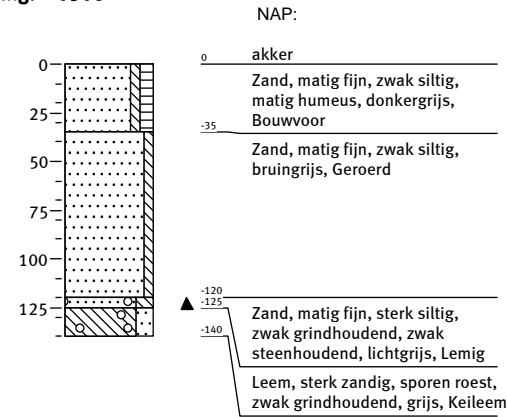 NAP:
0
25
50
75
100
125
0 akker
Zand, matig fijn, zwak siltig,
matig humeus, donkergrijs,
Bouwvoor
-35
Zand, matig fijn, zwak siltig,
bruingrijs, Geroerd
-120
-125
Zand, matig fijn, sterk siltig,
zwak grindhoudend, zwak
steenhoudend, lichtgrijs, Lemig
-140
Leem, sterk zandig, sporen roest,
zwak grindhoudend, grijs, Keileem